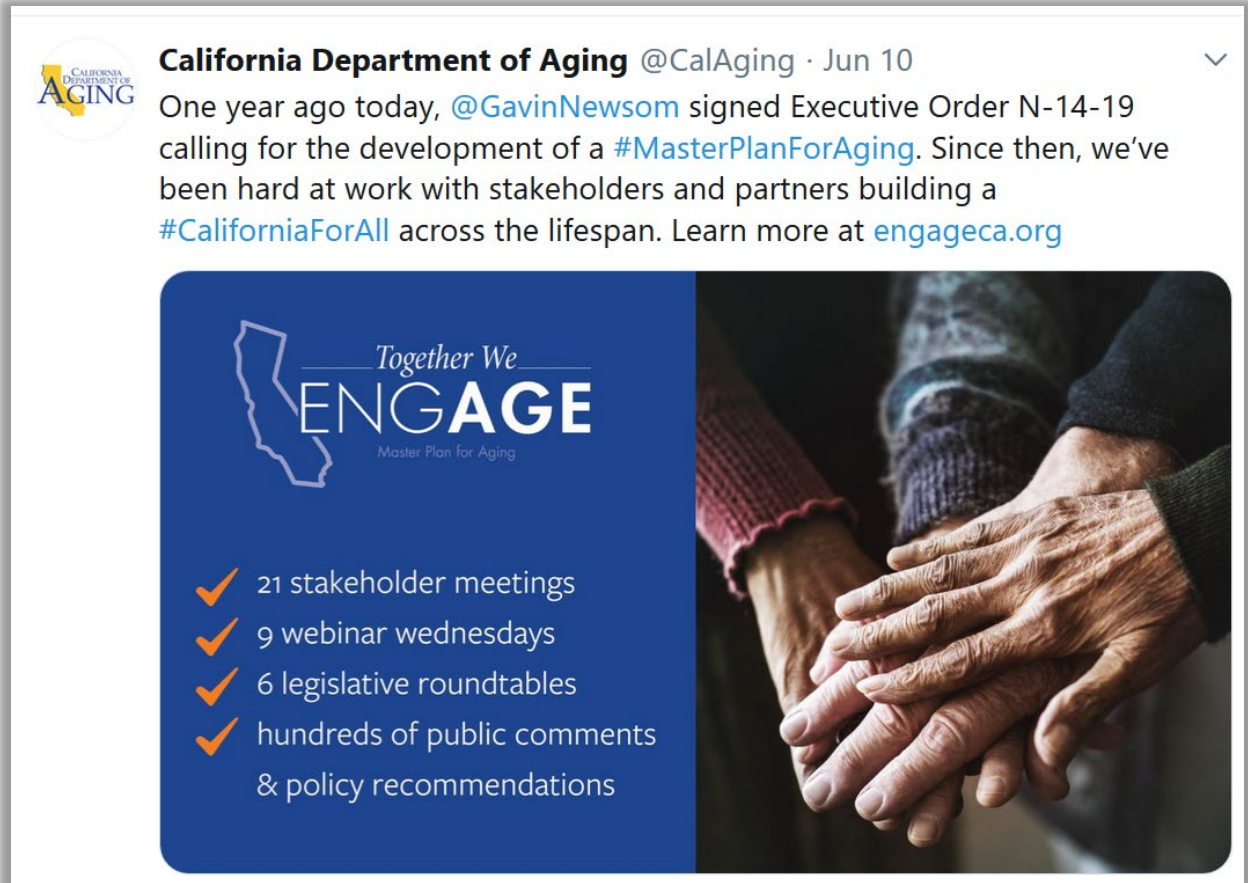 CALIFORNIA
DEPARTMENT OF
AGING
California Department of Aging @CalAging · Jun 10
One year ago today, @GavinNewsom signed Executive Order N-14-19
calling for the development of a #MasterPlanForAging. Since then, we've
been hard at work with stakeholders and partners building a
#CaliforniaForAll across the lifespan. Learn more at engageca.org
Together We
ENGAGE
Master Plan for Aging
21 stakeholder meetings
9 webinar wednesdays
6 legislative roundtables
hundreds of public comments
& policy recommendations